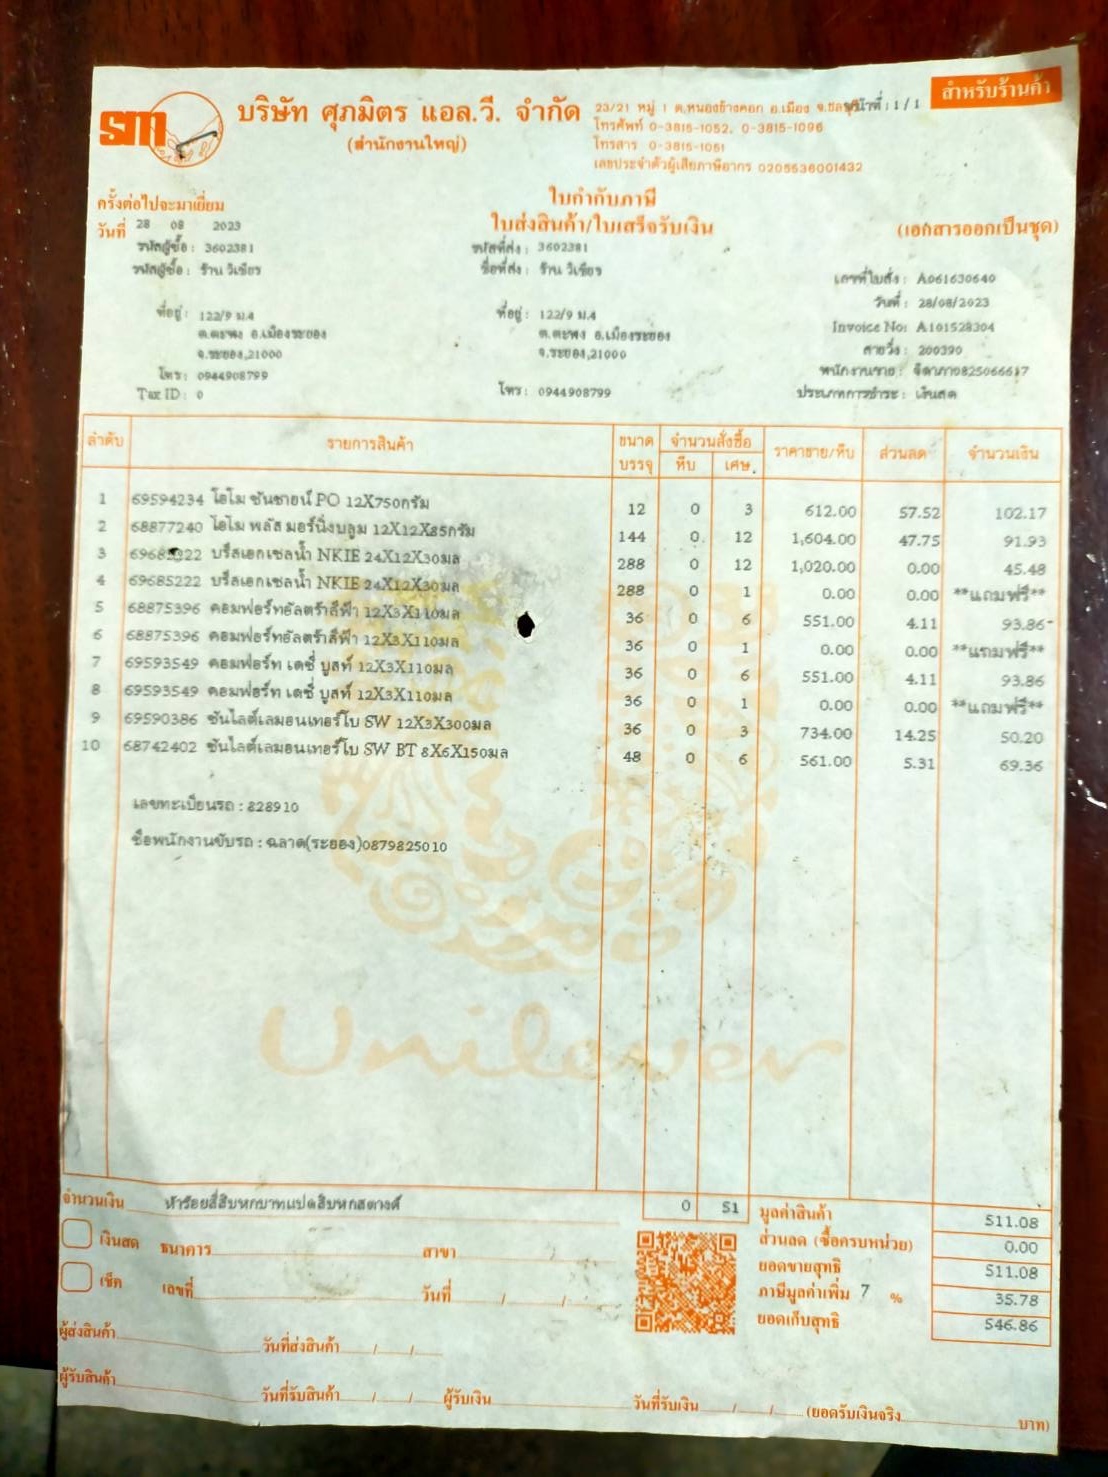 sm
บริษัท ศุภมิตร แอล.วี. จำกัด
(สำนักงานใหญ่)
23/21 หมู่ 1 ต.หนองข้างคอก อ.เมือง จ.ชลบุรี
หน้าที่ : 1 / 1
สำหรับร้านค้า
โทรศัพท์ 0-3815-1052, 0-3815-1096
โทรสาร 0-3815-1051
เลขประจำตัวผู้เสียภาษีอากร 0205536001432
ครั้งต่อไปจะมาเยี่ยม
วันที่ 28 08 2023
ใบกำกับภาษี
ใบส่งสินค้า/ใบเสร็จรับเงิน
(เอกสารออกเป็นชุด)
รหัสผู้ซื้อ : 3602381
รหัสผู้ซื้อ : ร้าน วิเชียร
ที่อยู่ : 122/9 ม.4
ต.ตะพง อ.เมืองระยอง
จ.ระยอง,21000
โทร : 0944908799
Tax ID : 0
รหัสที่ส่ง : 3602381
ชื่อที่ส่ง : ร้าน วิเชียร
ที่อยู่ : 122/9 ม.4
ต.ตะพง อ.เมืองระยอง
จ.ระยอง,21000
โทร : 0944908799
เลขที่ใบสั่ง : A061630640
วันที่ : 28/08/2023
Invoice No: A101528304
สายวิ่ง : 200390
พนักงานขาย : จิดาภา0825066617
ประเภทการชำระ : เงินสด
ลำดับ รายการสินค้า ขนาดบรรจุ จำนวนสั่งซื้อ หีบ เศษ. ราคาขาย/หีบ ส่วนลด จำนวนเงิน
1 69594234 โอโม ซันชายน์ PO 12X750กรัม 12 0 3 612.00 57.52 102.17
2 68877240 โอโม พลัส มอร์นิ่งบลูม 12X12X85กรัม 144 0 12 1,604.00 47.75 91.93
3 69685222 บรีสเอกเซลน้ำ NKIE 24X12X30มล 288 0 12 1,020.00 0.00 45.48
4 69685222 บรีสเอกเซลน้ำ NKIE 24X12X30มล 288 0 1 0.00 0.00 **แถมฟรี**
5 68875396 คอมฟอร์ทอัลตร้าสีฟ้า 12X3X110มล 36 0 6 551.00 4.11 93.86
6 68875396 คอมฟอร์ทอัลตร้าสีฟ้า 12X3X110มล 36 0 1 0.00 0.00 **แถมฟรี**
7 69593549 คอมฟอร์ท เดซี่ บูสท์ 12X3X110มล 36 0 6 551.00 4.11 93.86
8 69593549 คอมฟอร์ท เดซี่ บูสท์ 12X3X110มล 36 0 1 0.00 0.00 **แถมฟรี**
9 69590386 ซันไลต์เลมอนเทอร์โบ SW 12X3X300มล 36 0 3 734.00 14.25 50.20
10 68742402 ซันไลต์เลมอนเทอร์โบ SW BT 8X6X150มล 48 0 6 561.00 5.31 69.36
เลขทะเบียนรถ : 828910
ชื่อพนักงานขับรถ : ฉลาด(ระยอง)0879825010
Unilever
จำนวนเงิน ห้าร้อยสี่สิบหกบาทแปดสิบหกสตางค์ 0 51
มูลค่าสินค้า 511.08
ส่วนลด (ซื้อครบหน่วย) 0.00
ยอดขายสุทธิ 511.08
ภาษีมูลค่าเพิ่ม 7 % 35.78
ยอดเก็บสุทธิ 546.86
เงินสด ธนาคาร สาขา
เช็ค เลขที่ วันที่ / /
ผู้ส่งสินค้า วันที่ส่งสินค้า / /
ผู้รับสินค้า วันที่รับสินค้า / / ผู้รับเงิน วันที่รับเงิน / / (ยอดรับเงินจริง บาท)